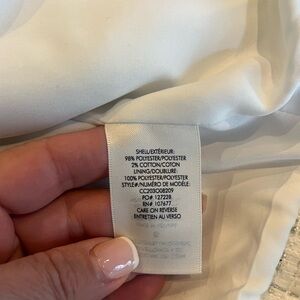 SHELL/EXTÉRIEUR:
98% POLYESTER/POLYESTER
2% COTTON/COTON
LINING/DOUBLURE:
100% POLYESTER/POLYESTER
STYLE#/NUMÉRO DE MODÈLE:
CC203O08209
PO# 127228
RN# 107677
CARE ON REVERSE
ENTRETIEN AU VERSO